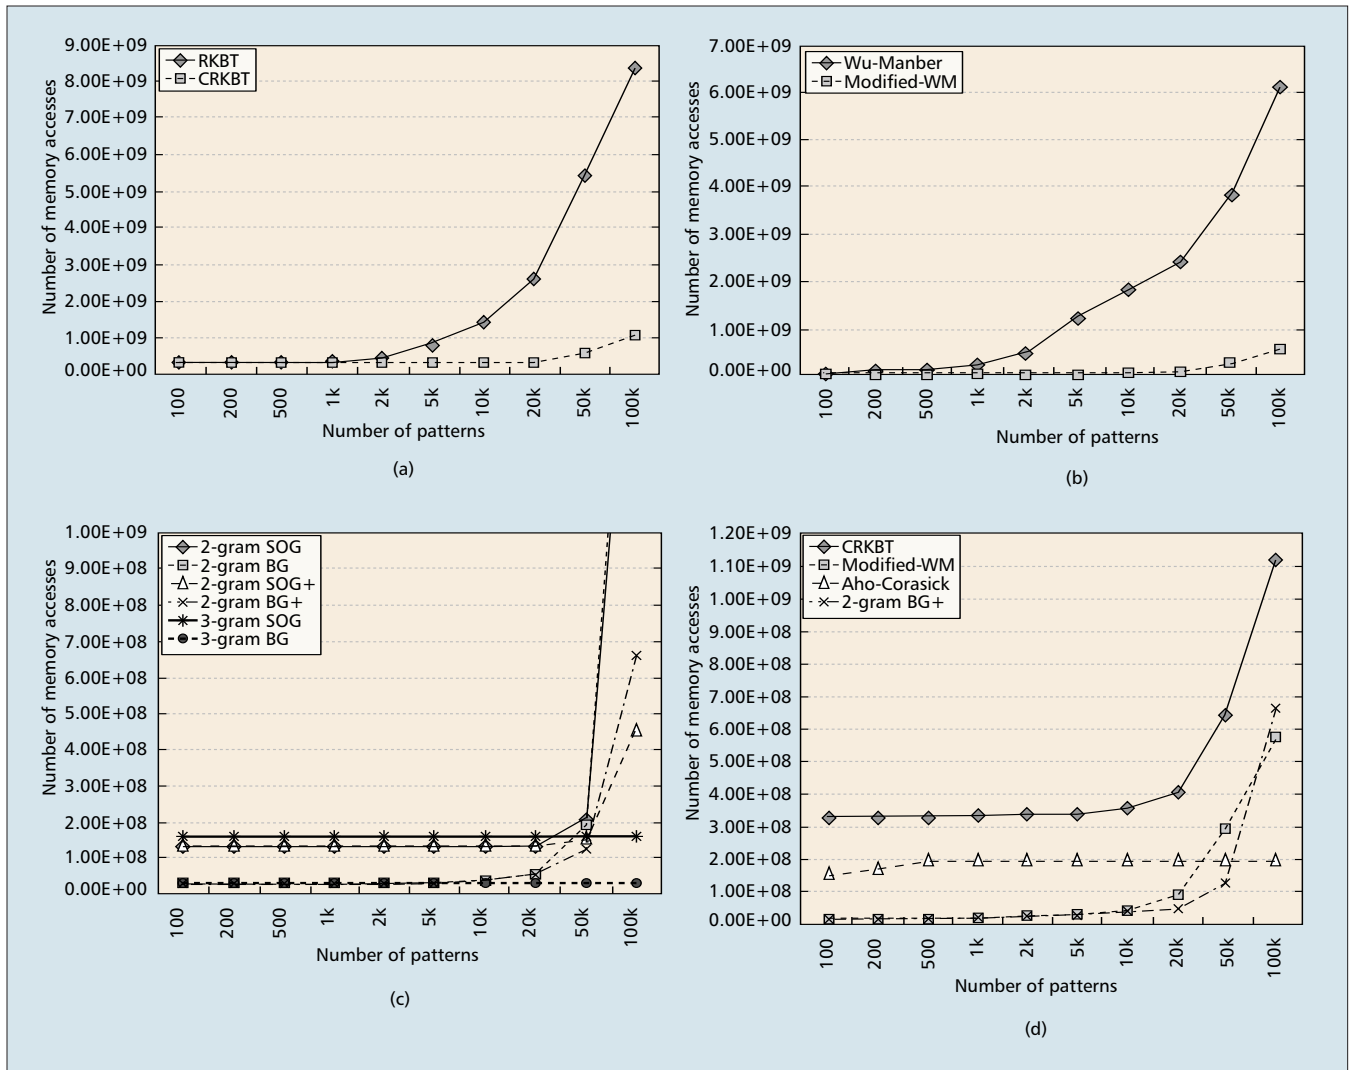 9.00E+09
8.00E+09
7.00E+09
6.00E+09
5.00E+09
4.00E+09
3.00E+09
2.00E+09
1.00E+09
0.00E+00
Number of memory accesses
RKBT
CRKBT
100
200
500
1k
2k
5k
10k
20k
50k
100k
Number of patterns
(a)
7.00E+09
6.00E+09
5.00E+09
4.00E+09
3.00E+09
2.00E+09
1.00E+09
0.00E+00
Number of memory accesses
Wu-Manber
Modified-WM
100
200
500
1k
2k
5k
10k
20k
50k
100k
Number of patterns
(b)
1.00E+09
9.00E+08
8.00E+08
7.00E+08
6.00E+08
5.00E+08
4.00E+08
3.00E+08
2.00E+08
1.00E+08
0.00E+00
Number of memory accesses
2-gram SOG
2-gram BG
2-gram SOG+
2-gram BG+
3-gram SOG
3-gram BG
100
200
500
1k
2k
5k
10k
20k
50k
100k
Number of patterns
(c)
1.20E+09
1.10E+09
1.00E+09
9.00E+08
8.00E+08
7.00E+08
6.00E+08
5.00E+08
4.00E+08
3.00E+08
2.00E+08
1.00E+08
0.00E+00
Number of memory accesses
CRKBT
Modified-WM
Aho-Corasick
2-gram BG+
100
200
500
1k
2k
5k
10k
20k
50k
100k
Number of patterns
(d)